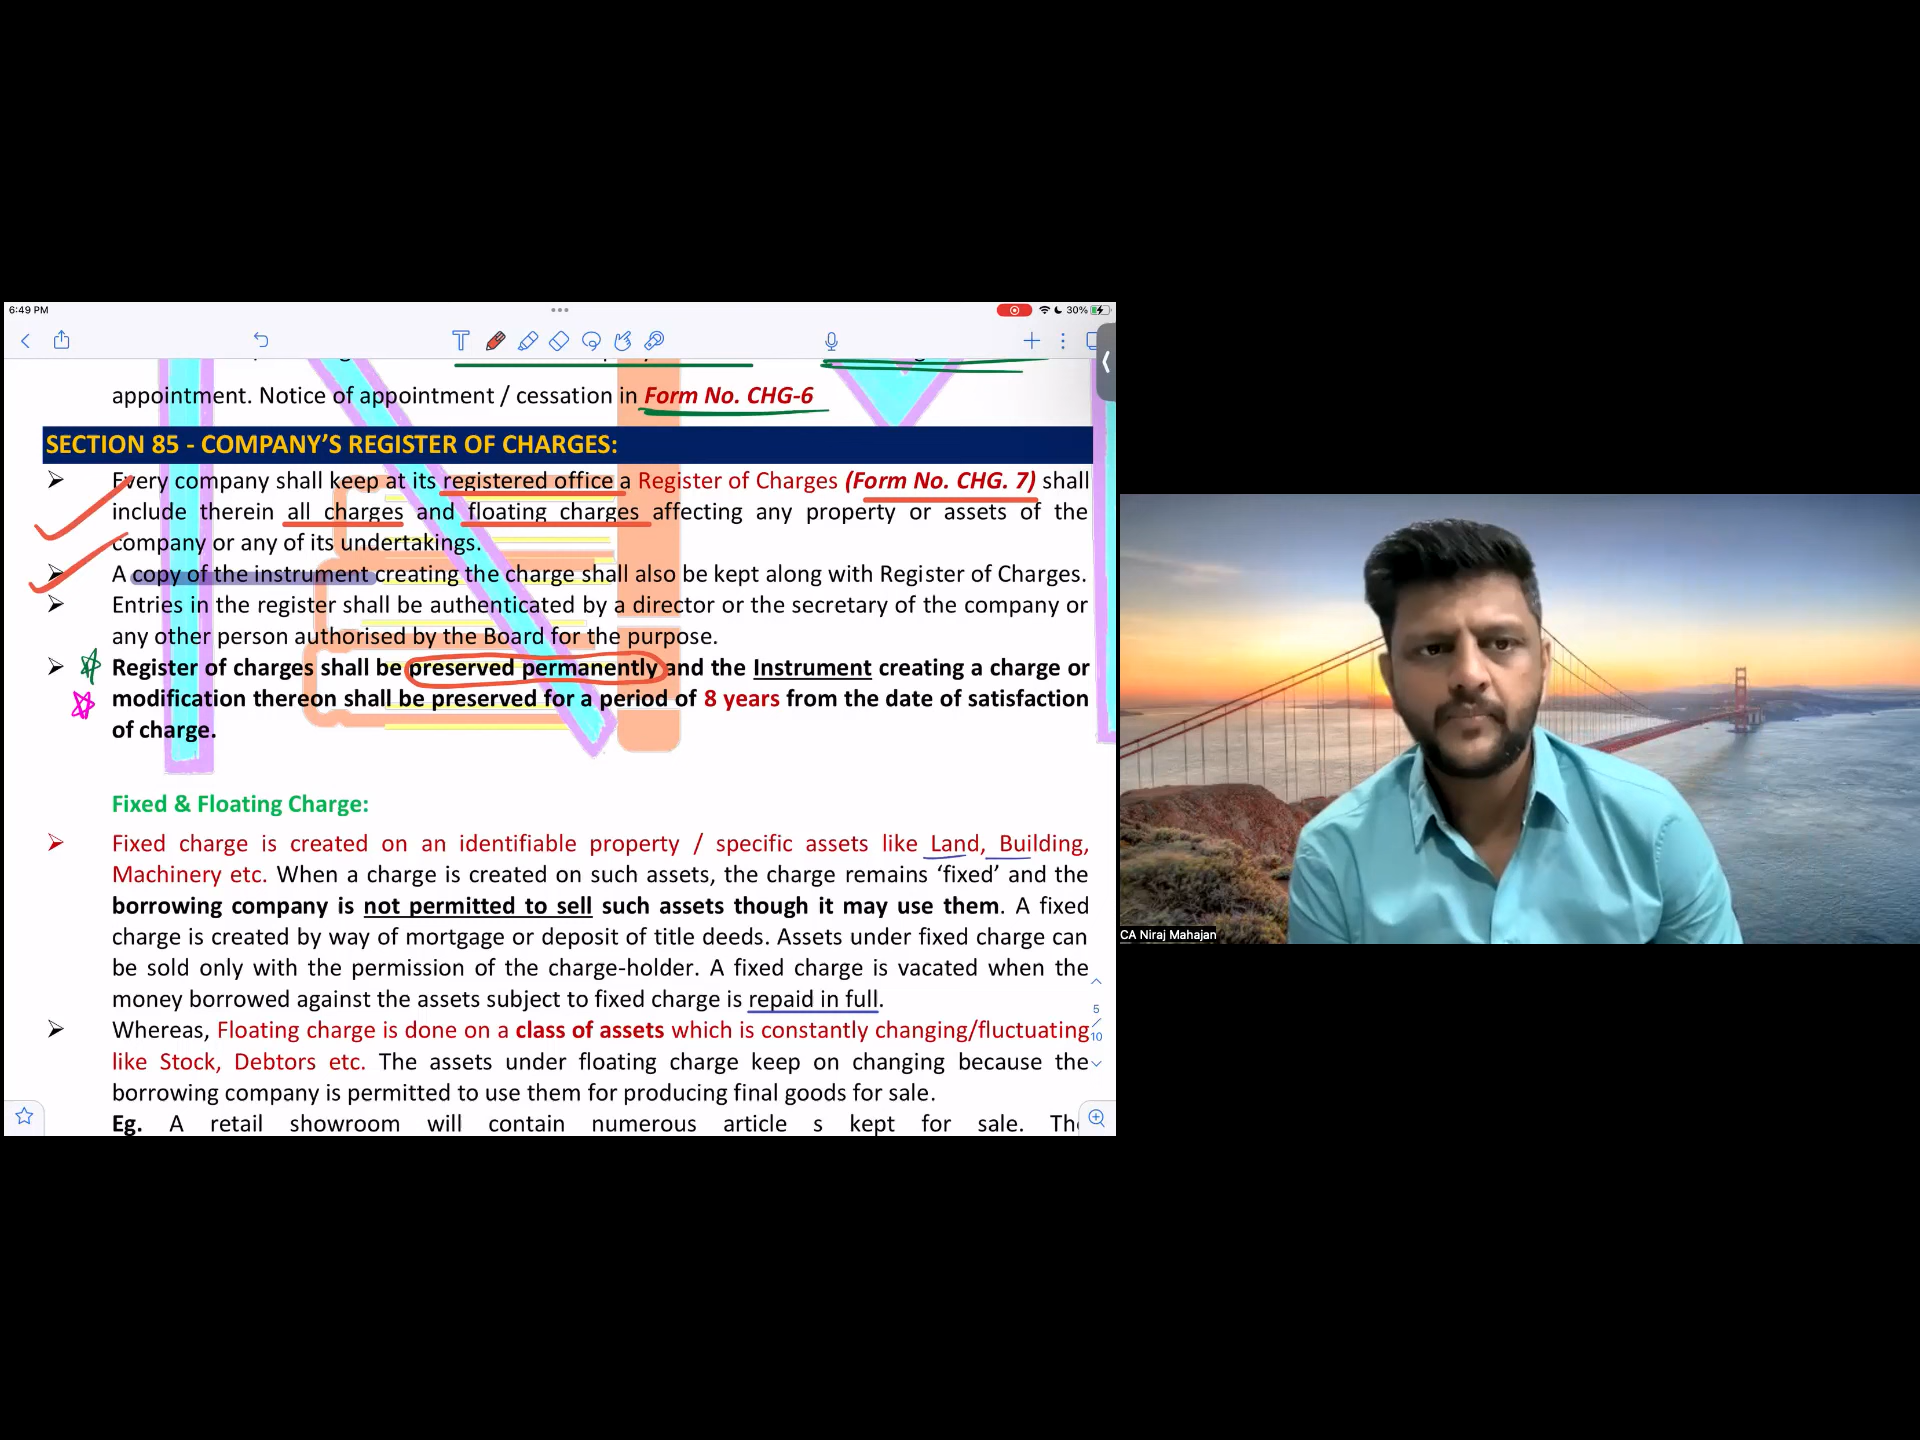 6:49 PM
30%
appointment. Notice of appointment / cessation in Form No. CHG-6
SECTION 85 - COMPANY'S REGISTER OF CHARGES:
Every company shall keep at its registered office a Register of Charges (Form No. CHG. 7) shall
include therein all charges and floating charges affecting any property or assets of the
company or any of its undertakings.
A copy of the instrument creating the charge shall also be kept along with Register of Charges.
Entries in the register shall be authenticated by a director or the secretary of the company or
any other person authorised by the Board for the purpose.
Register of charges shall be preserved permanently and the Instrument creating a charge or
modification thereon shall be preserved for a period of 8 years from the date of satisfaction
of charge.
Fixed & Floating Charge:
Fixed charge is created on an identifiable property / specific assets like Land, Building,
Machinery etc. When a charge is created on such assets, the charge remains 'fixed' and the
borrowing company is not permitted to sell such assets though it may use them. A fixed
charge is created by way of mortgage or deposit of title deeds. Assets under fixed charge can
be sold only with the permission of the charge-holder. A fixed charge is vacated when the
money borrowed against the assets subject to fixed charge is repaid in full.
Whereas, Floating charge is done on a class of assets which is constantly changing/fluctuating
like Stock, Debtors etc. The assets under floating charge keep on changing because the
borrowing company is permitted to use them for producing final goods for sale.
Eg. A retail showroom will contain numerous article s kept for sale. The
5
10
CA Niraj Mahajan